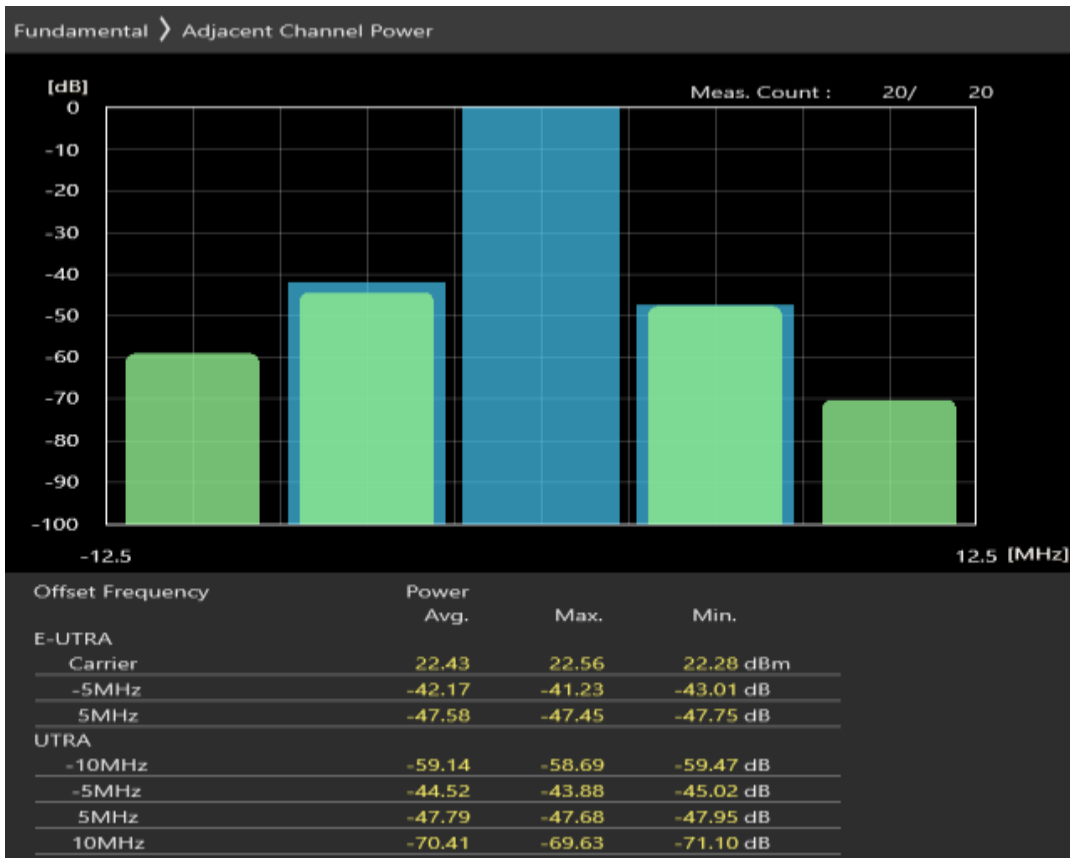 Fundamental ❭ Adjacent Channel Power
[dB]
Meas. Count : 20/ 20
0
-10
-20
-30
-40
-50
-60
-70
-80
-90
-100
-12.5 12.5 [MHz]
Offset Frequency Power
Avg. Max. Min.
E-UTRA
Carrier 22.43 22.56 22.28 dBm
-5MHz -42.17 -41.23 -43.01 dB
5MHz -47.58 -47.45 -47.75 dB
UTRA
-10MHz -59.14 -58.69 -59.47 dB
-5MHz -44.52 -43.88 -45.02 dB
5MHz -47.79 -47.68 -47.95 dB
10MHz -70.41 -69.63 -71.10 dB